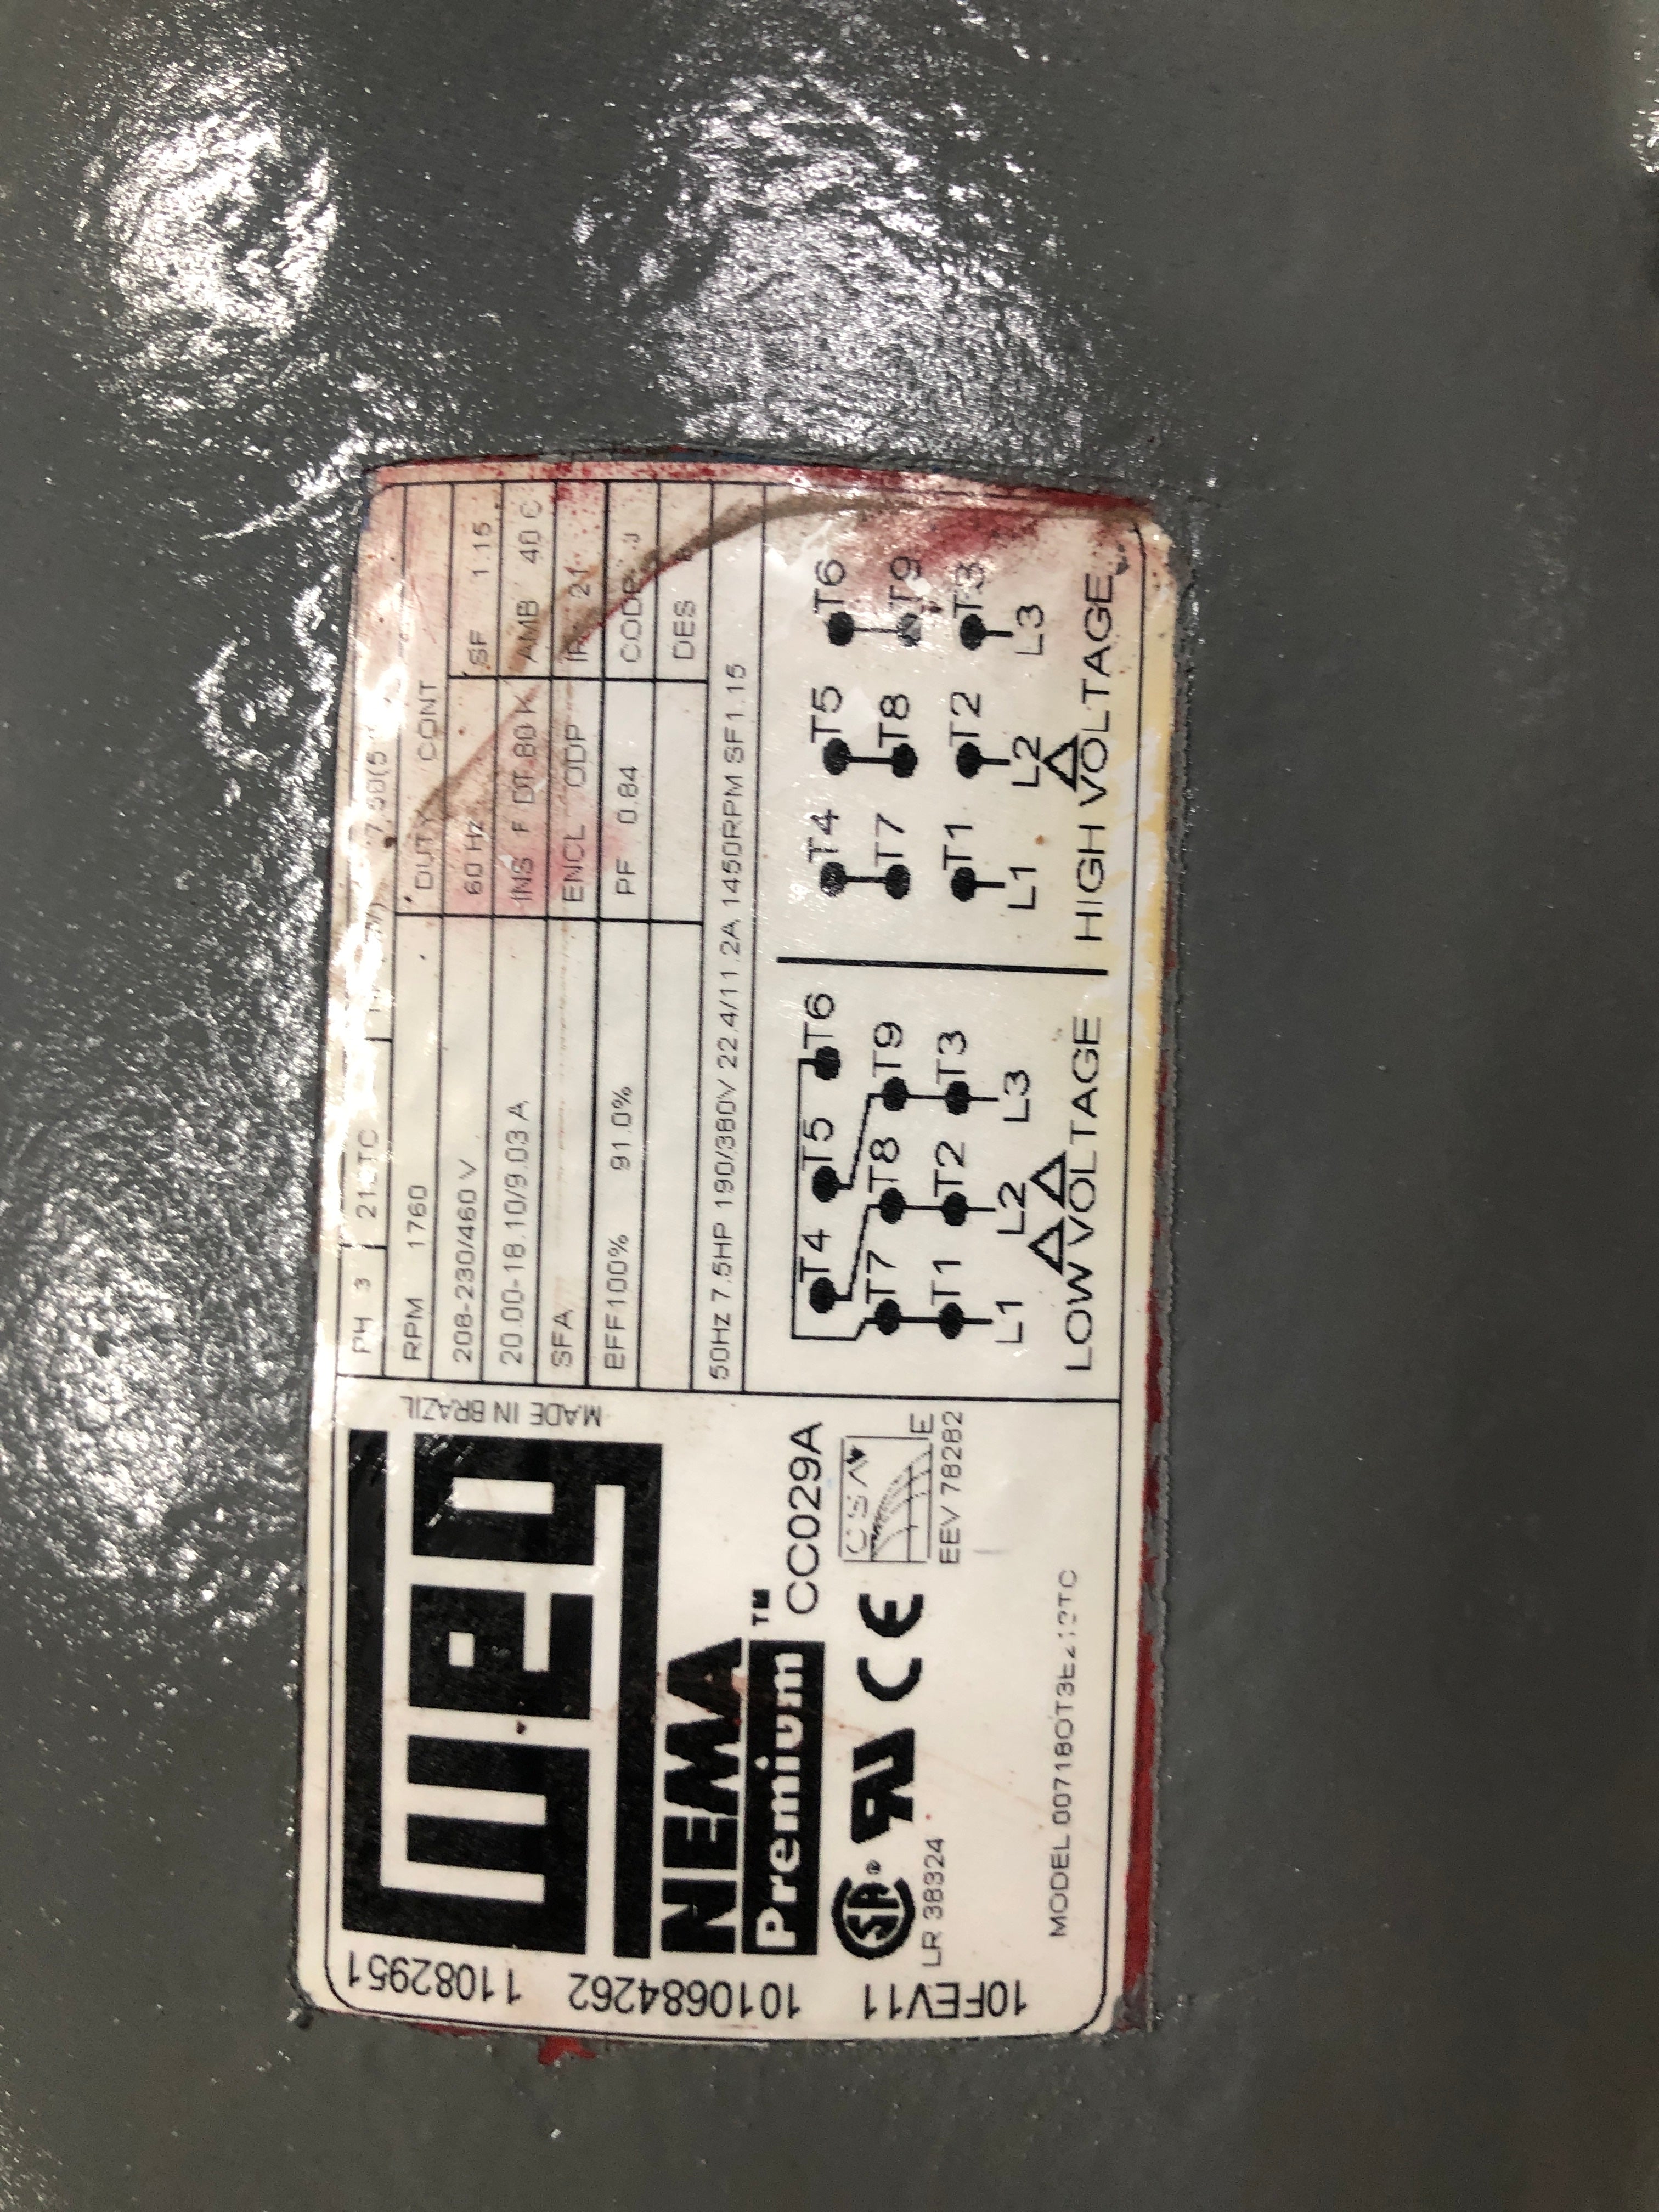 11082951
1010684262
10FEV11
WEG
MADE IN BRAZIL
NEMA
Premium™
CC029A
LR 38324
CSA E
EEV 78282
MODEL
PH 3
RPM 1760
DUTY CONT
208-230/460 V
60 Hz
SF 1.15
20.00-18.10/9.03 A
INS F DT 80 K
AMB 40 C
SFA
ENCL ODP
EFF100% 91.0%
PF 0.84
CODE J
DES
50Hz 7.5HP 190/380V 22.4/11.2A 1450RPM SF1.15
T4 T5 T6
T7 T8 T9
T1 T2 T3
L1 L2 L3
LOW VOLTAGE
T4 T5 T6
T7 T8 T9
T1 T2 T3
L1 L2 L3
HIGH VOLTAGE